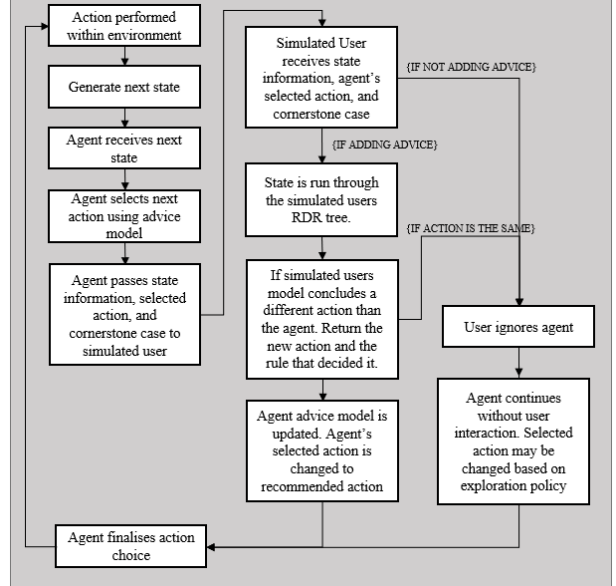 Action performed
within environment
Generate next state
Agent receives next
state
Agent selects next
action using advice
model
Agent passes state
information, selected
action, and
cornerstone case to
simulated user
Simulated User
receives state
information, agent's
selected action, and
cornerstone case
{IF NOT ADDING ADVICE}
{IF ADDING ADVICE}
State is run through
the simulated users
RDR tree.
{IF ACTION IS THE SAME}
If simulated users
model concludes a
different action than
the agent. Return the
new action and the
rule that decided it.
User ignores agent
Agent advice model is
updated. Agent's
selected action is
changed to
recommended action
Agent continues
without user
interaction. Selected
action may be
changed based on
exploration policy
Agent finalises action
choice